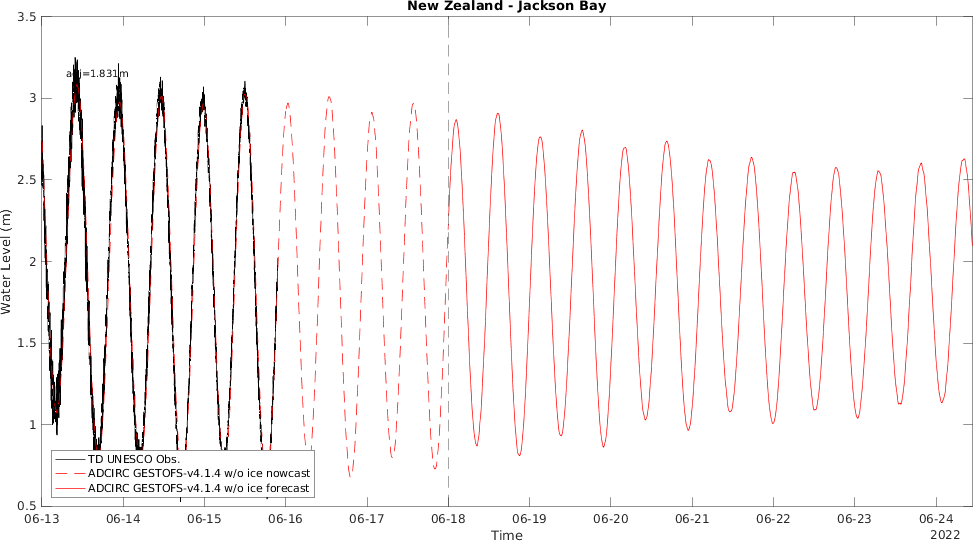 New Zealand - Jackson Bay
3.5
adj=1.831m
3
2.5
2
1.5
1
0.5
Water Level (m)
TD UNESCO Obs.
ADCIRC GESTOFS-v4.1.4 w/o ice nowcast
ADCIRC GESTOFS-v4.1.4 w/o ice forecast
06-13 06-14 06-15 06-16 06-17 06-18 06-19 06-20 06-21 06-22 06-23 06-24
Time
2022